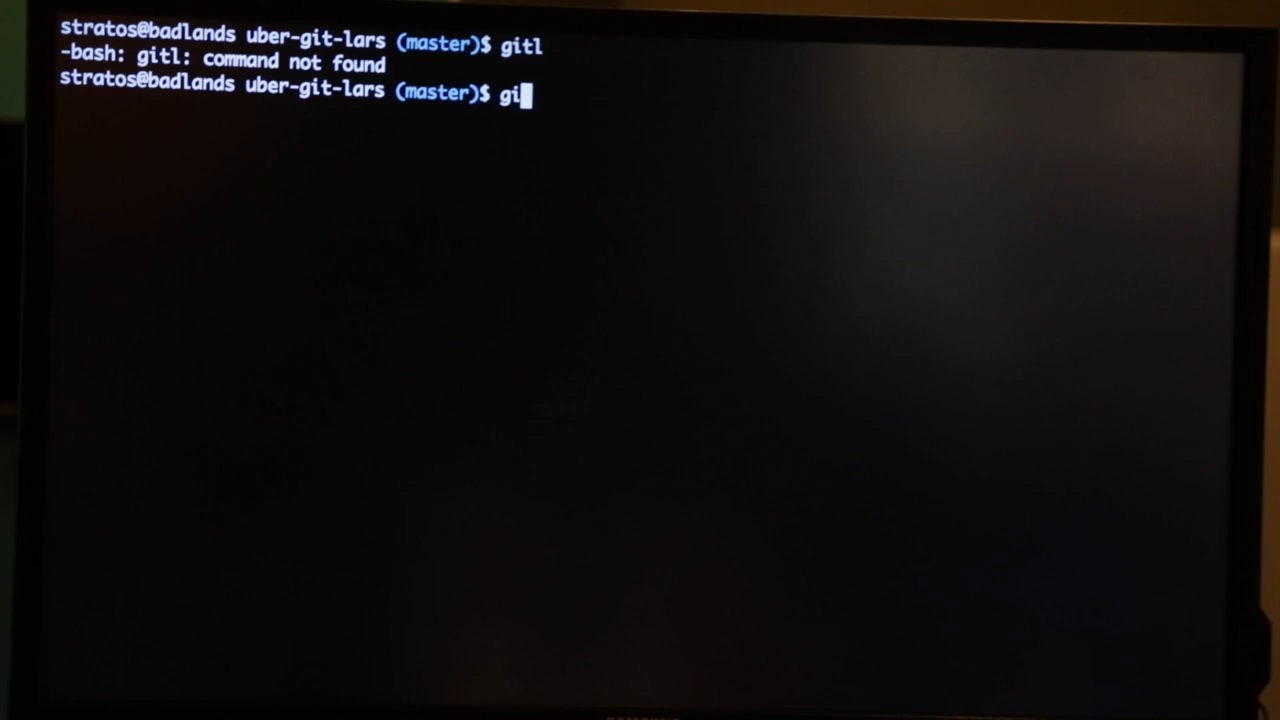 stratos@badlands uber-git-lars (master)$ gitl
-bash: gitl: command not found
stratos@badlands uber-git-lars (master)$ gi